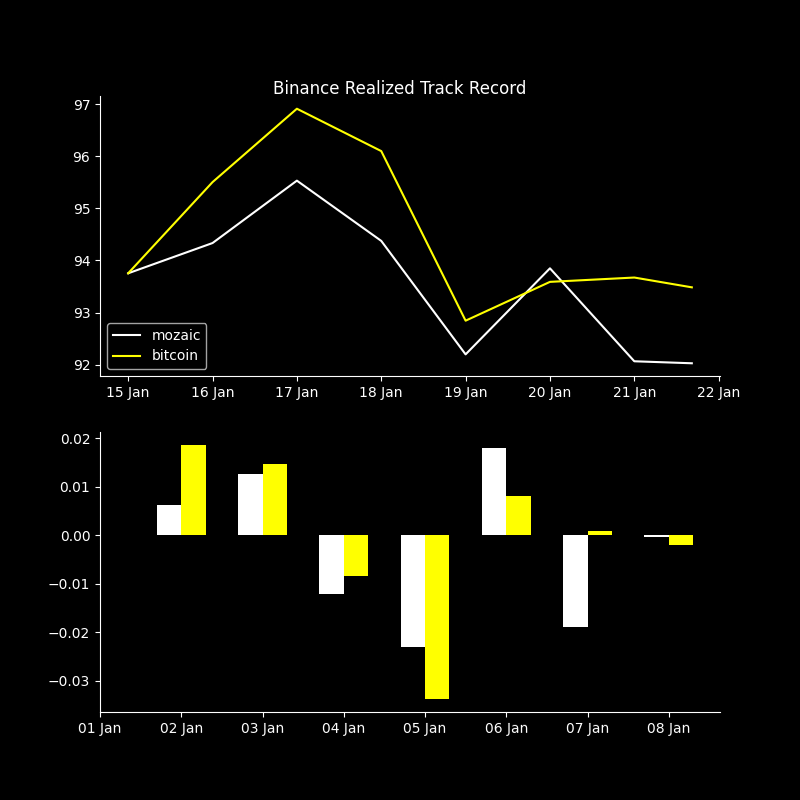 Binance Realized Track Record
97
96
95
94
93
92
mozaic
bitcoin
15 Jan 16 Jan 17 Jan 18 Jan 19 Jan 20 Jan 21 Jan 22 Jan
0.02
0.01
0.00
−0.01
−0.02
−0.03
01 Jan 02 Jan 03 Jan 04 Jan 05 Jan 06 Jan 07 Jan 08 Jan